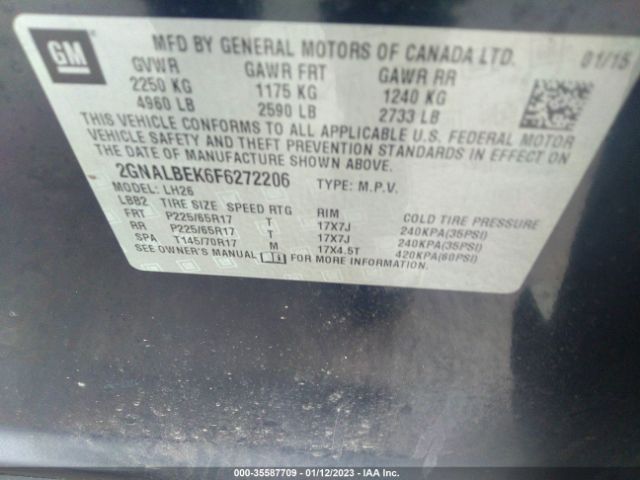 GM
MFD BY GENERAL MOTORS OF CANADA LTD. 01/15
GVWR GAWR FRT GAWR RR
2250 KG 1175 KG 1240 KG
4960 LB 2590 LB 2733 LB
THIS VEHICLE CONFORMS TO ALL APPLICABLE U.S. FEDERAL MOTOR
VEHICLE SAFETY AND THEFT PREVENTION STANDARDS IN EFFECT ON
THE DATE OF MANUFACTURE SHOWN ABOVE.
2GNALBEK6F6272206 TYPE: M.P.V.
MODEL: LH26
LBB2 TIRE SIZE SPEED RTG RIM COLD TIRE PRESSURE
FRT P225/65R17 T 17X7J 240KPA(35PSI)
RR P225/65R17 T 17X7J 240KPA(35PSI)
SPA T145/70R17 M 17X4.5T 420KPA(60PSI)
SEE OWNER'S MANUAL FOR MORE INFORMATION.
000-35587709 - 01/12/2023 - IAA Inc.